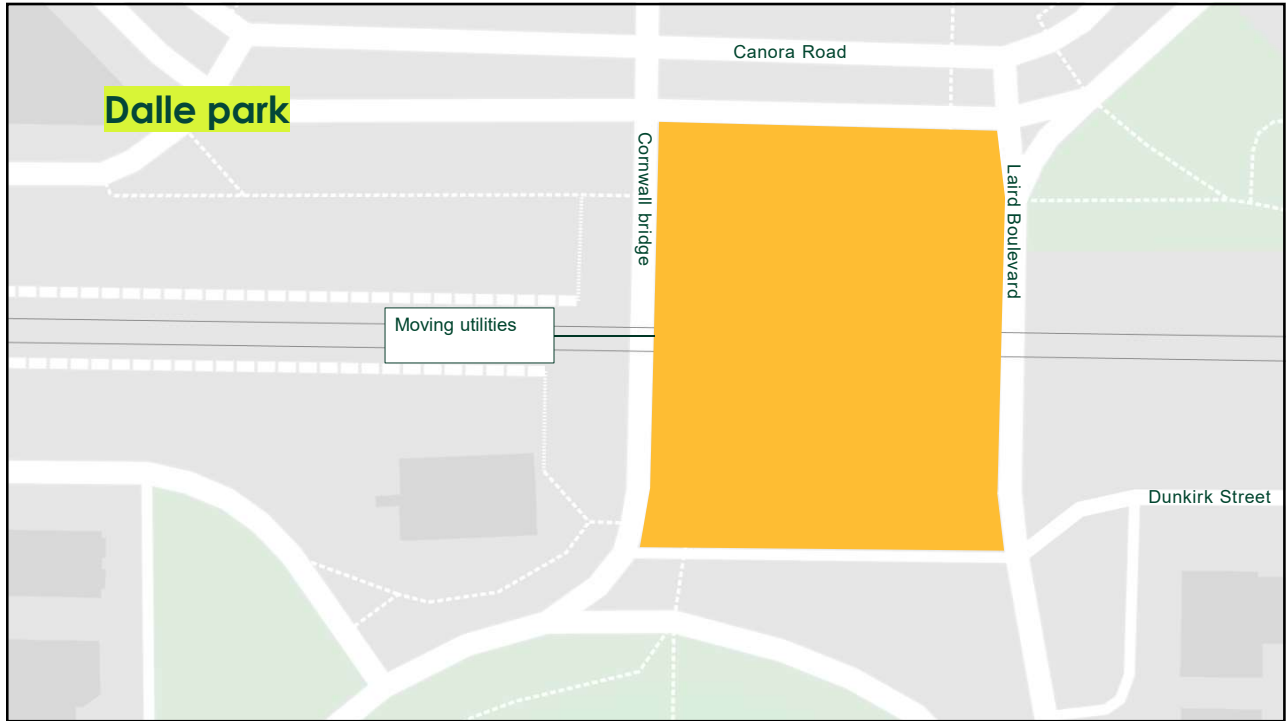 Canora Road
Dalle park
Cornwall bridge
Laird Boulevard
Moving utilities
Dunkirk Street